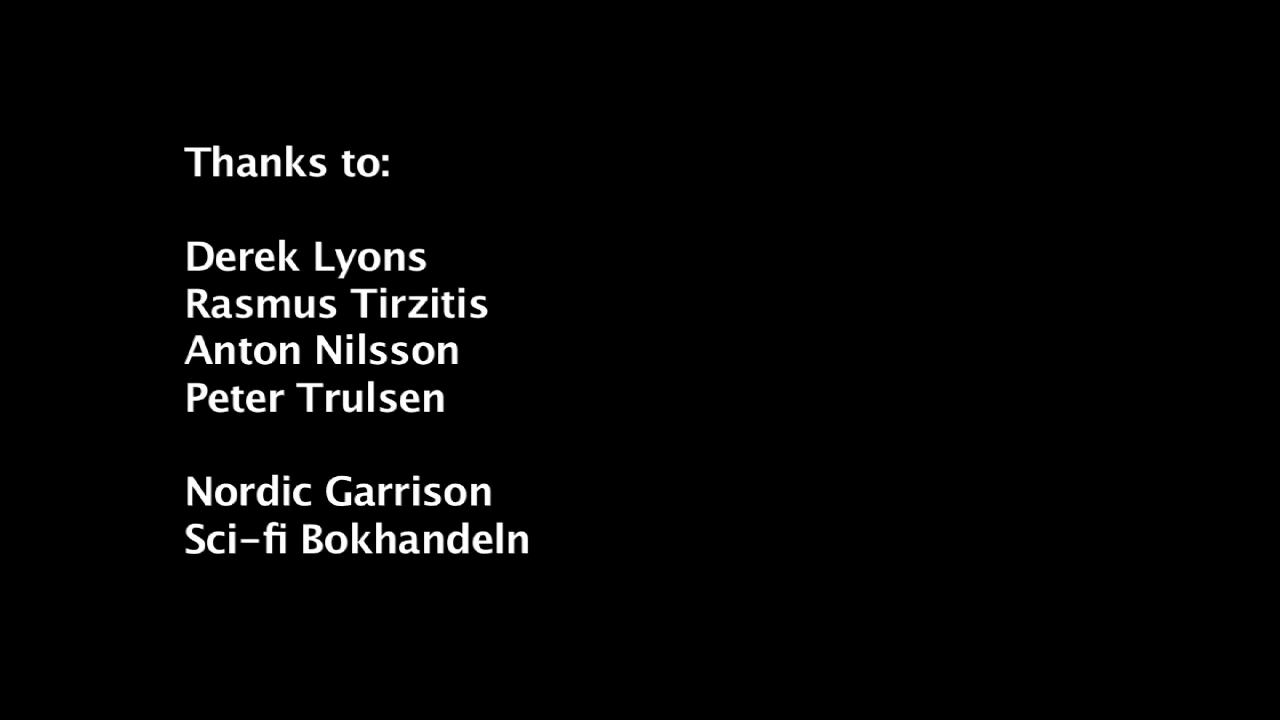 Thanks to:
Derek Lyons
Rasmus Tirzitis
Anton Nilsson
Peter Trulsen
Nordic Garrison
Sci-fi Bokhandeln